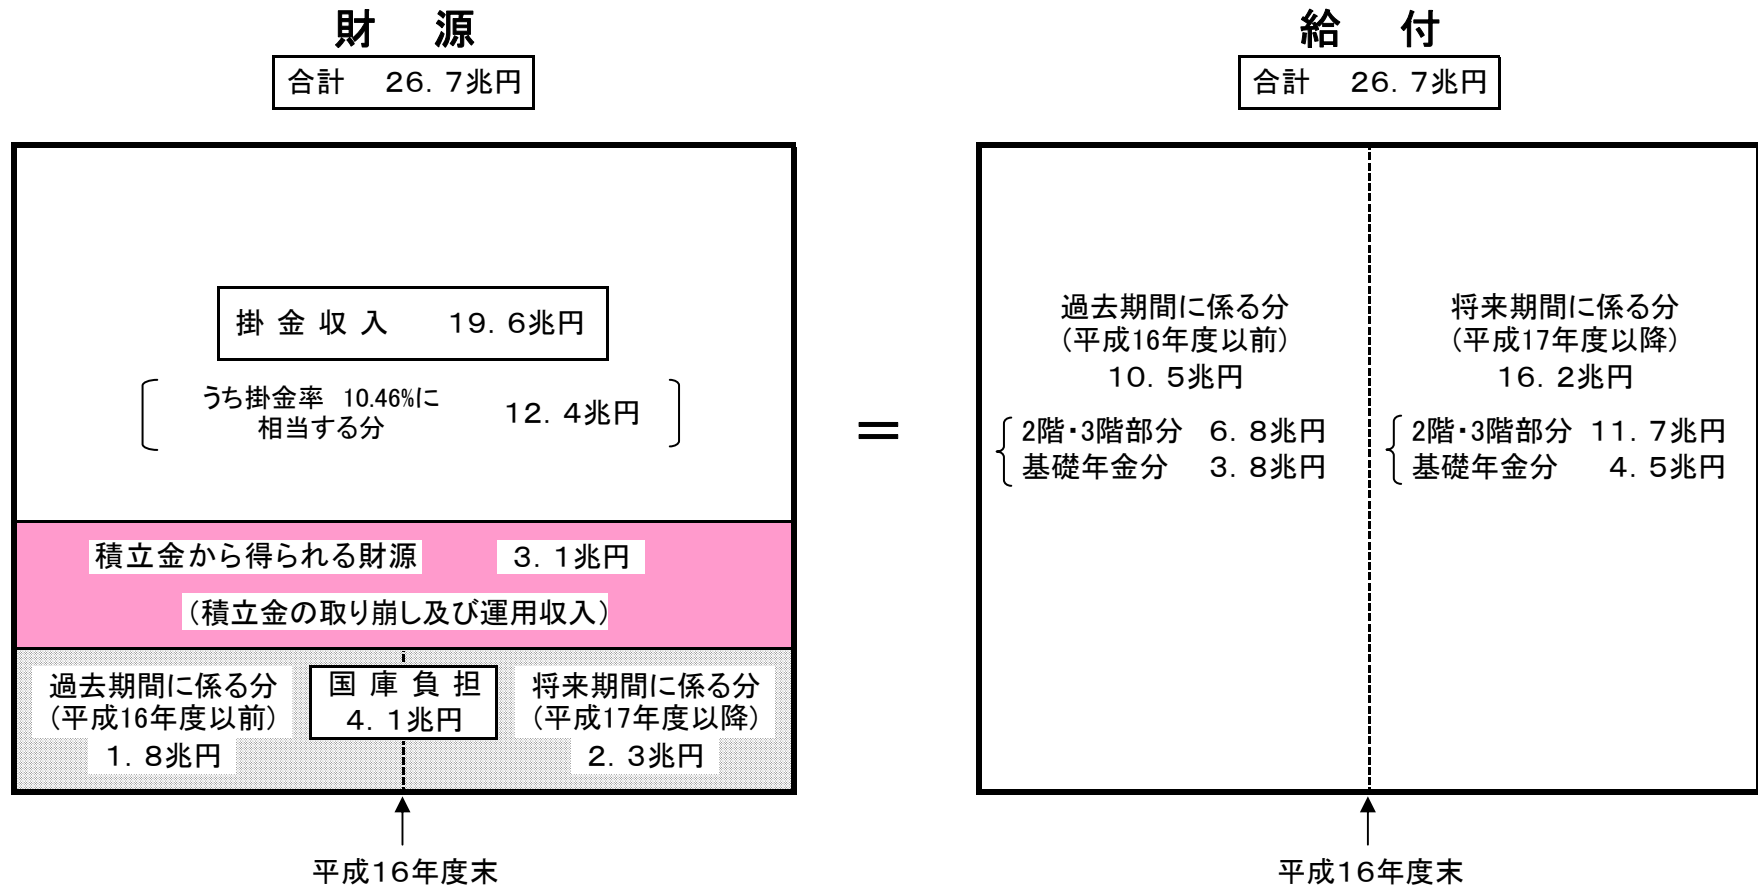 財　源
合計　26．7兆円
掛 金 収 入　19．6兆円
うち掛金率 10.46%に
相当する分
12．4兆円
積立金から得られる財源　3．1兆円
（積立金の取り崩し及び運用収入）
過去期間に係る分
（平成16年度以前）
1．8兆円
国 庫 負 担
4．1兆円
将来期間に係る分
（平成17年度以降）
2．3兆円
平成16年度末
＝
給　付
合計　26．7兆円
過去期間に係る分
（平成16年度以前）
10．5兆円
2階・3階部分　6．8兆円
基礎年金分　3．8兆円
将来期間に係る分
（平成17年度以降）
16．2兆円
2階・3階部分　11．7兆円
基礎年金分　4．5兆円
平成16年度末